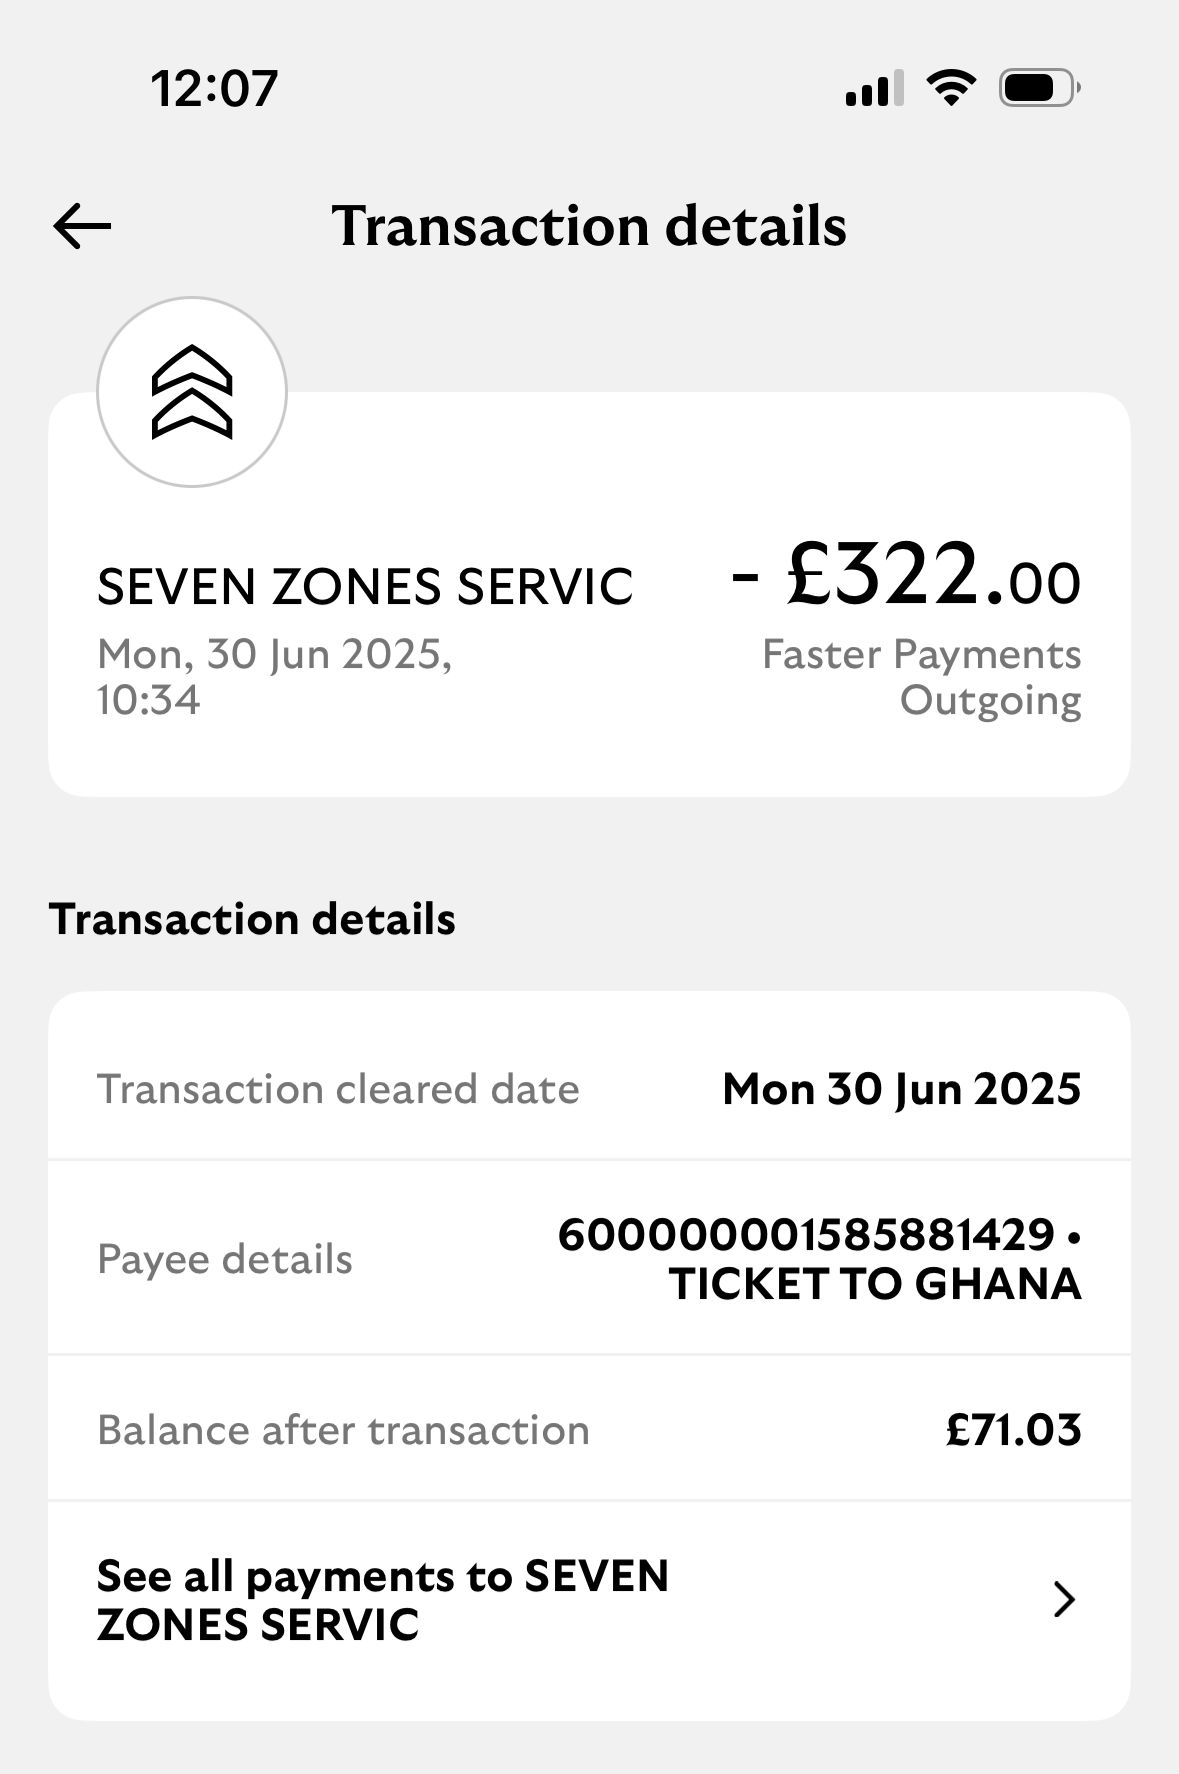 12:07
Transaction details
SEVEN ZONES SERVIC
- £322.00
Mon, 30 Jun 2025,
10:34
Faster Payments
Outgoing
Transaction details
Transaction cleared date
Mon 30 Jun 2025
Payee details
600000001585881429 •
TICKET TO GHANA
Balance after transaction
£71.03
See all payments to SEVEN
ZONES SERVIC